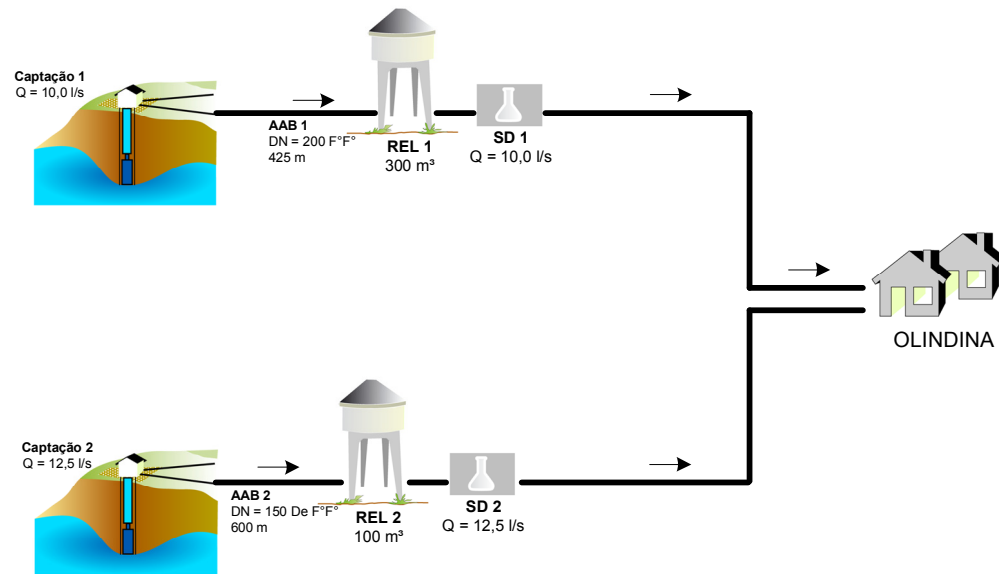 Captação 1
Q = 10,0 l/s
AAB 1
DN = 200 F°F°
425 m
REL 1
300 m³
SD 1
Q = 10,0 l/s
OLINDINA
Captação 2
Q = 12,5 l/s
AAB 2
DN = 150 De F°F°
600 m
REL 2
100 m³
SD 2
Q = 12,5 l/s